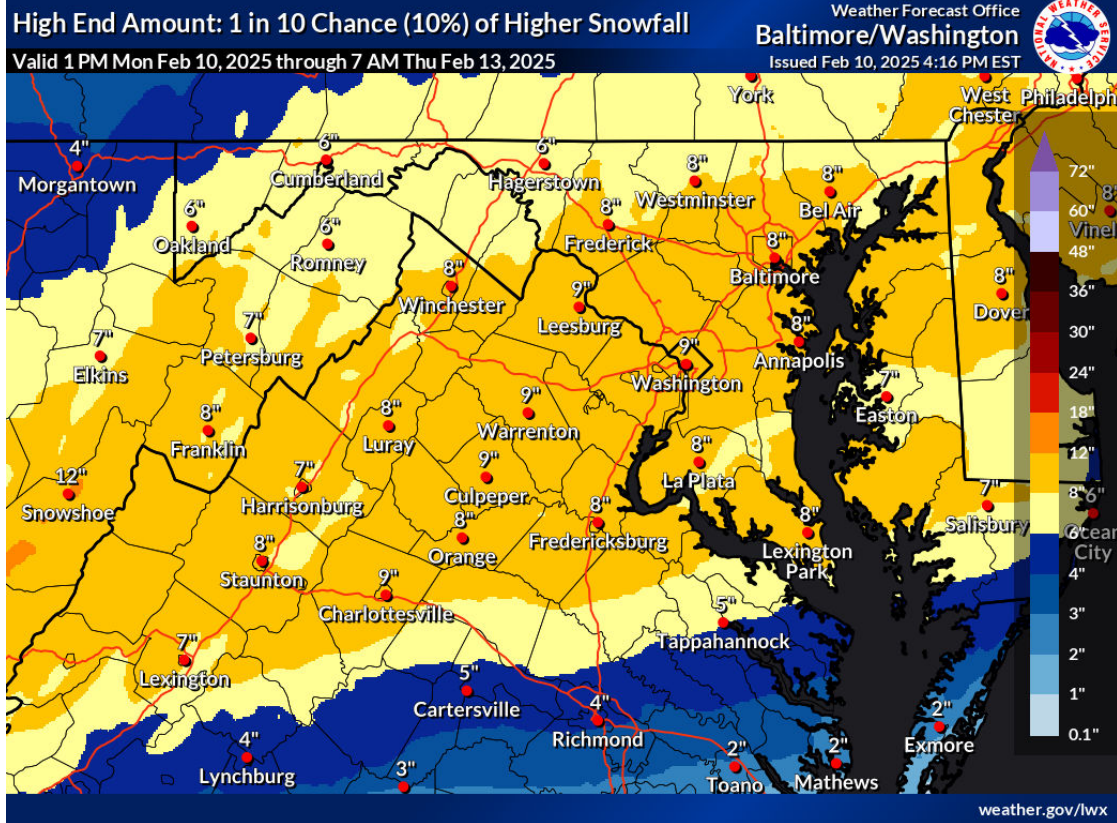 High End Amount: 1 in 10 Chance (10%) of Higher Snowfall
Valid 1 PM Mon Feb 10, 2025 through 7 AM Thu Feb 13, 2025
Weather Forecast Office
Baltimore/Washington
Issued Feb 10, 2025 4:16 PM EST
NATIONAL WEATHER SERVICE
York
West Chester
4"
Morgantown
6"
Cumberland
6"
Hagerstown
8"
Westminster
8"
Bel Air
6"
Oakland
6"
Romney
8"
Frederick
8"
Baltimore
8"
Winchester
9"
Leesburg
8"
Dover
7"
Elkins
7"
Petersburg
9"
Washington
8"
Annapolis
7"
Easton
8"
Franklin
8"
Luray
9"
Warrenton
12"
Snowshoe
7"
Harrisonburg
9"
Culpeper
8"
La Plata
8"
Orange
8"
Fredericksburg
8"
Lexington
Park
7"
Salisbury
6"
Ocean
City
8"
Staunton
9"
Charlottesville
5"
Tappahannock
7"
Lexington
5"
Cartersville
4"
Richmond
4"
Lynchburg
3"
2"
Toano
2"
Mathews
2"
Exmore
72"
60"
48"
36"
30"
24"
18"
12"
8"
6"
4"
3"
2"
1"
0.1"
weather.gov/lwx